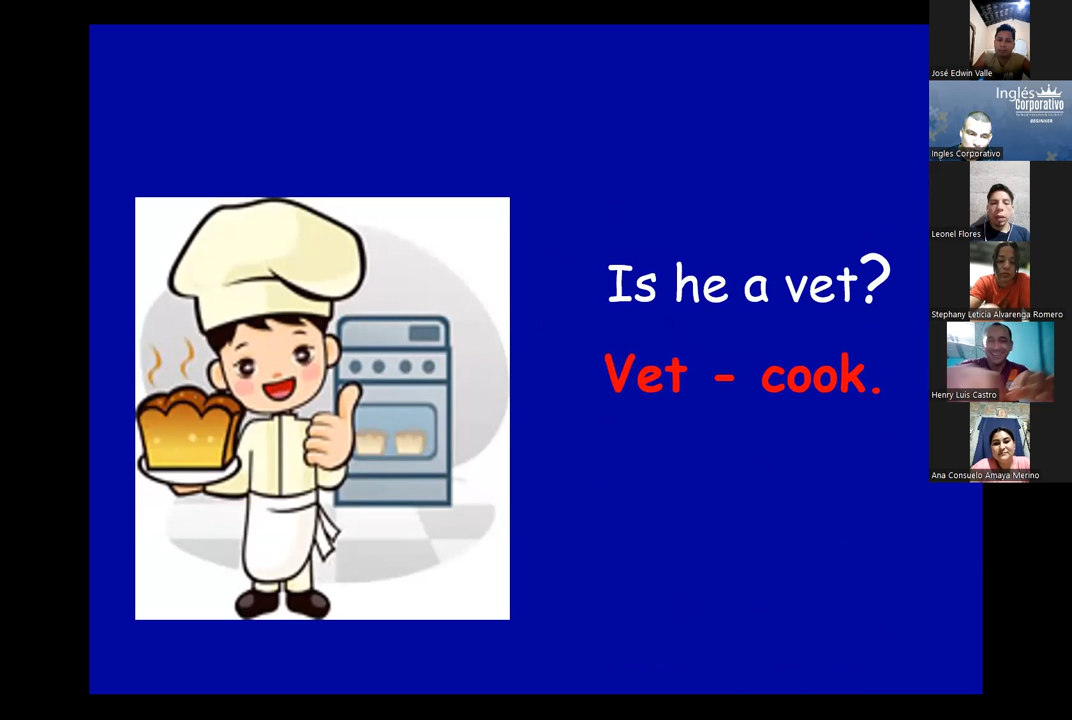 Is he a vet?
Vet - cook.
José Edwin Valle
Inglés
Corporativo
BEGINNER
Ingles Corporativo
Leonel Flores
Stephany Leticia Alvarenga Romero
Henry Luis Castro
Ana Consuelo Amaya Merino